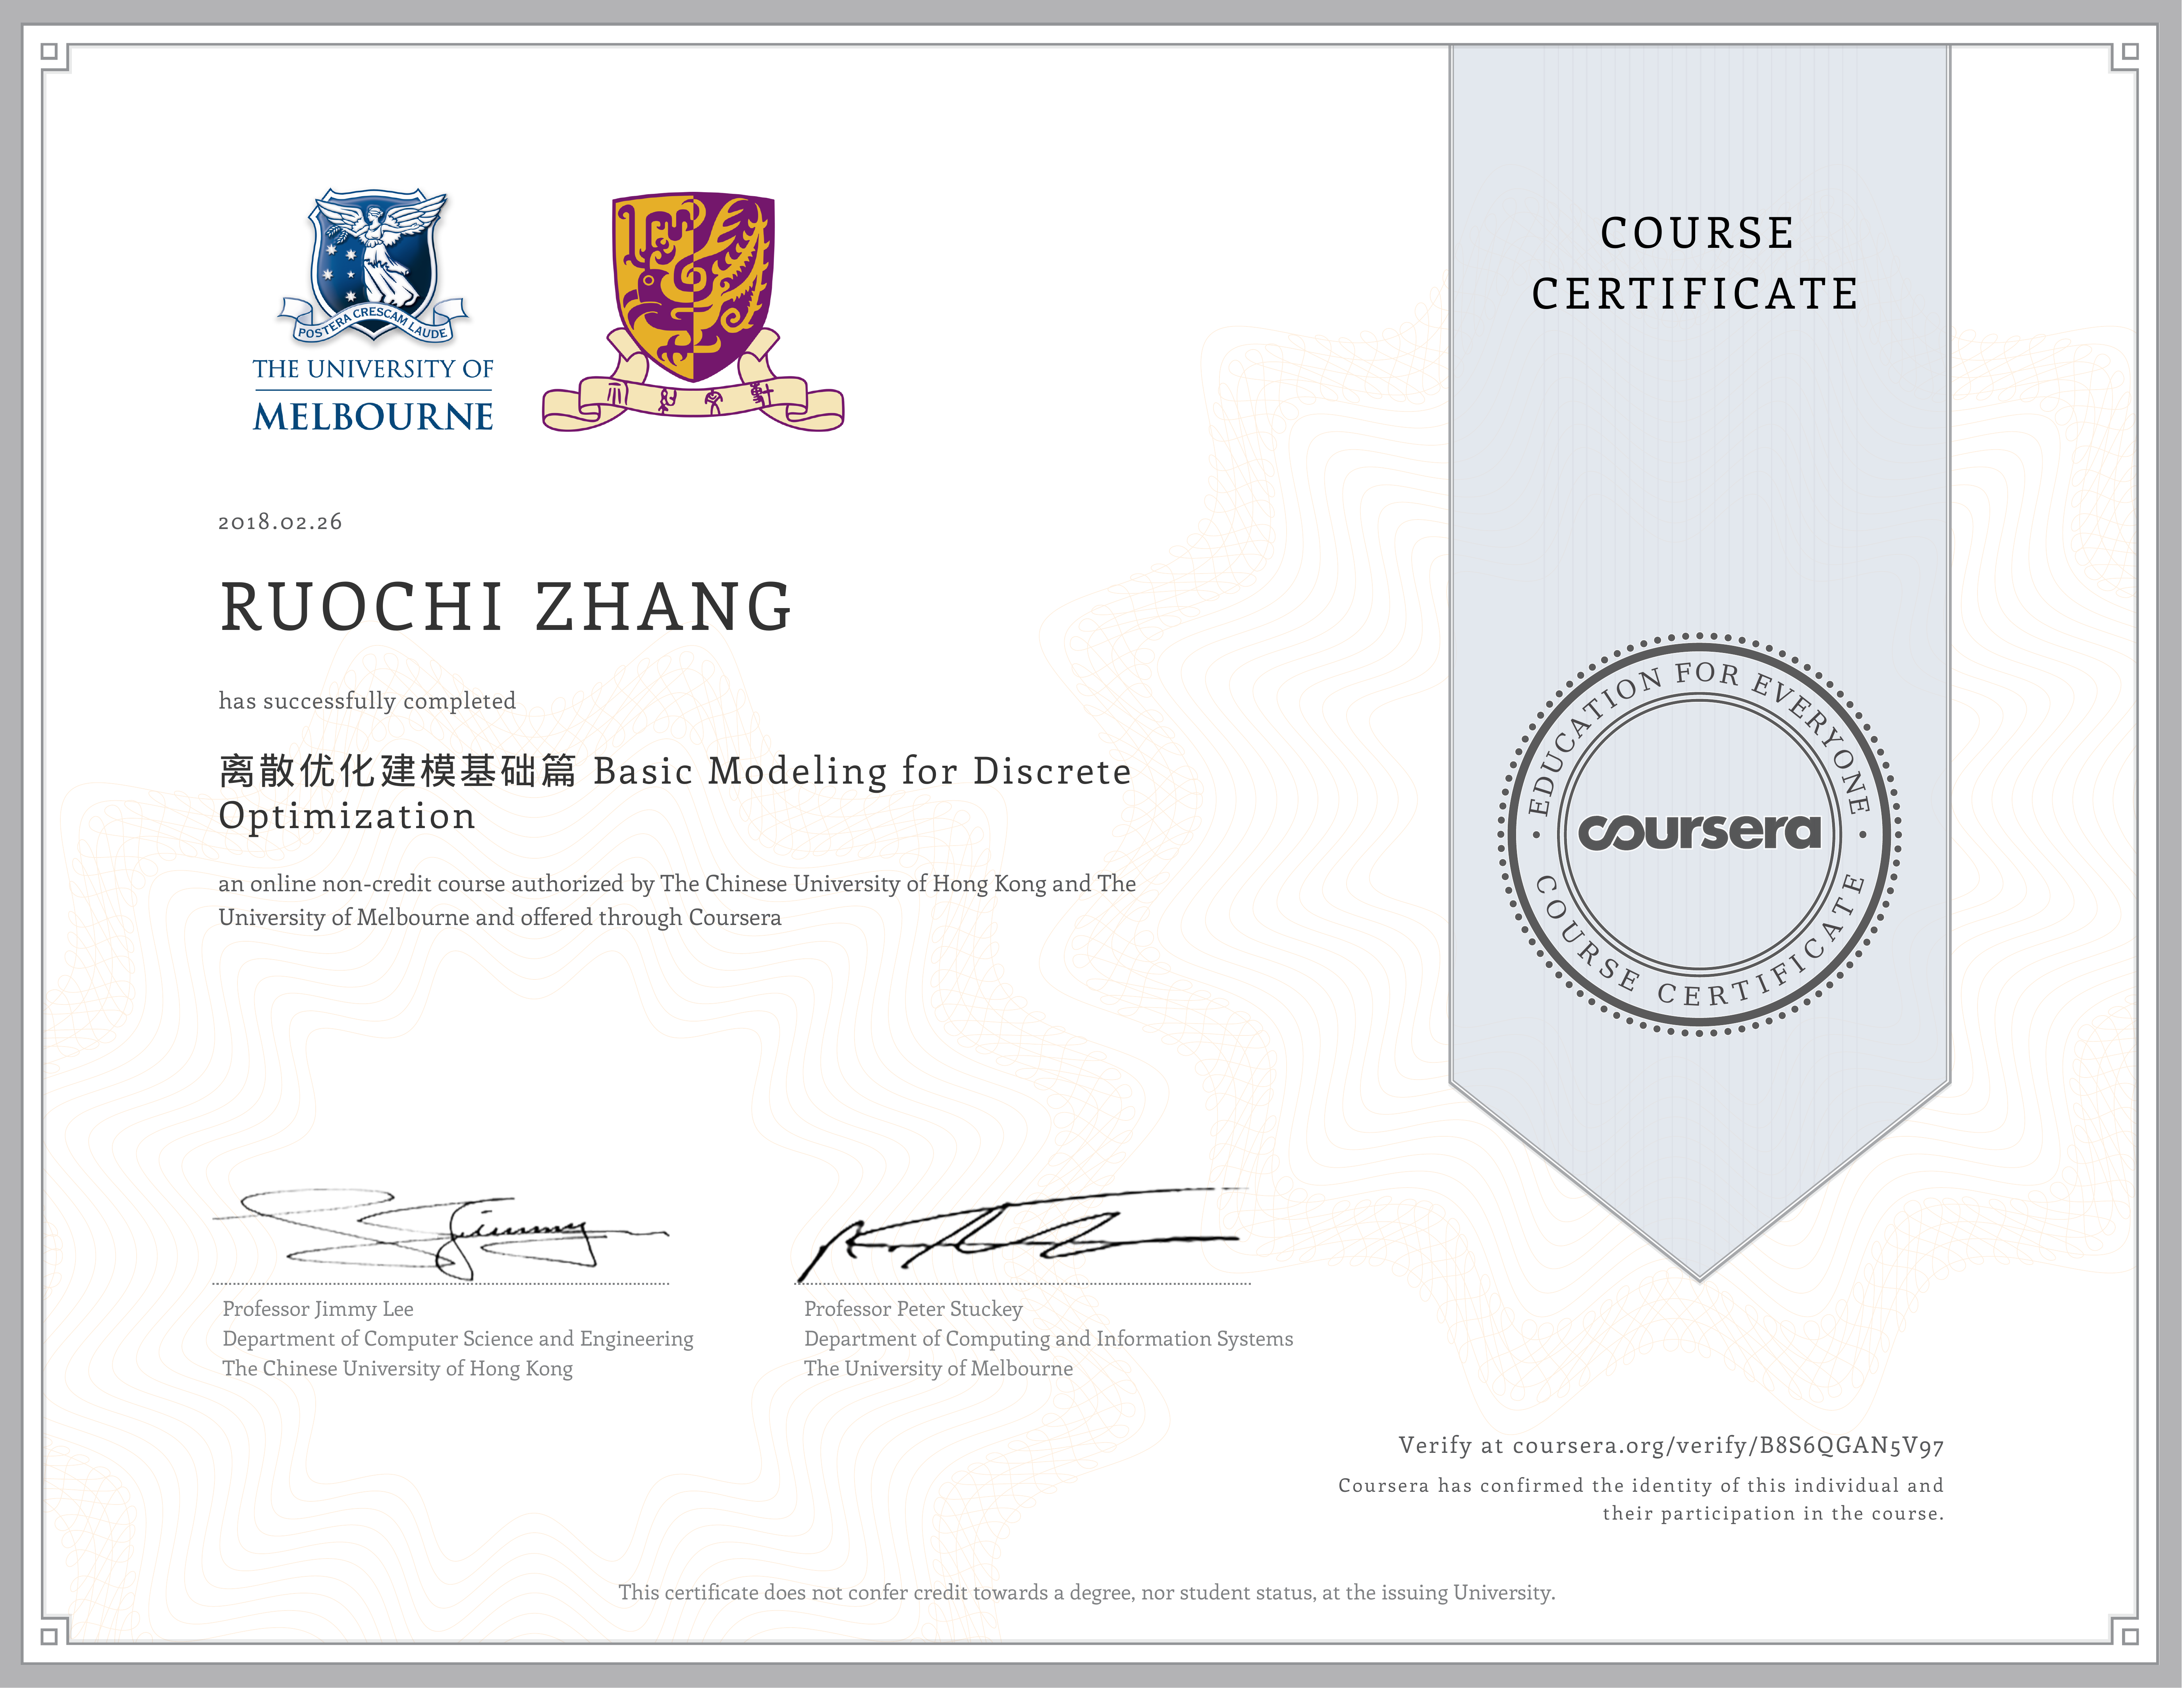 POSTERA CRESCAM LAUDE
THE UNIVERSITY OF
MELBOURNE
COURSE
CERTIFICATE
2018.02.26
RUOCHI ZHANG
has successfully completed
离散优化建模基础篇 Basic Modeling for Discrete
Optimization
an online non-credit course authorized by The Chinese University of Hong Kong and The
University of Melbourne and offered through Coursera
EDUCATION FOR EVERYONE
coursera
COURSE CERTIFICATE
Jimmy
Professor Jimmy Lee
Department of Computer Science and Engineering
The Chinese University of Hong Kong
Professor Peter Stuckey
Department of Computing and Information Systems
The University of Melbourne
Verify at coursera.org/verify/B8S6QGAN5V97
Coursera has confirmed the identity of this individual and
their participation in the course.
This certificate does not confer credit towards a degree, nor student status, at the issuing University.